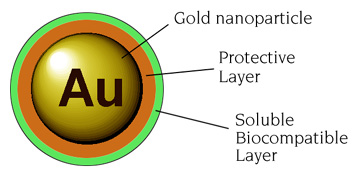 Au
Gold nanoparticle
Protective
Layer
Soluble
Biocompatible
Layer